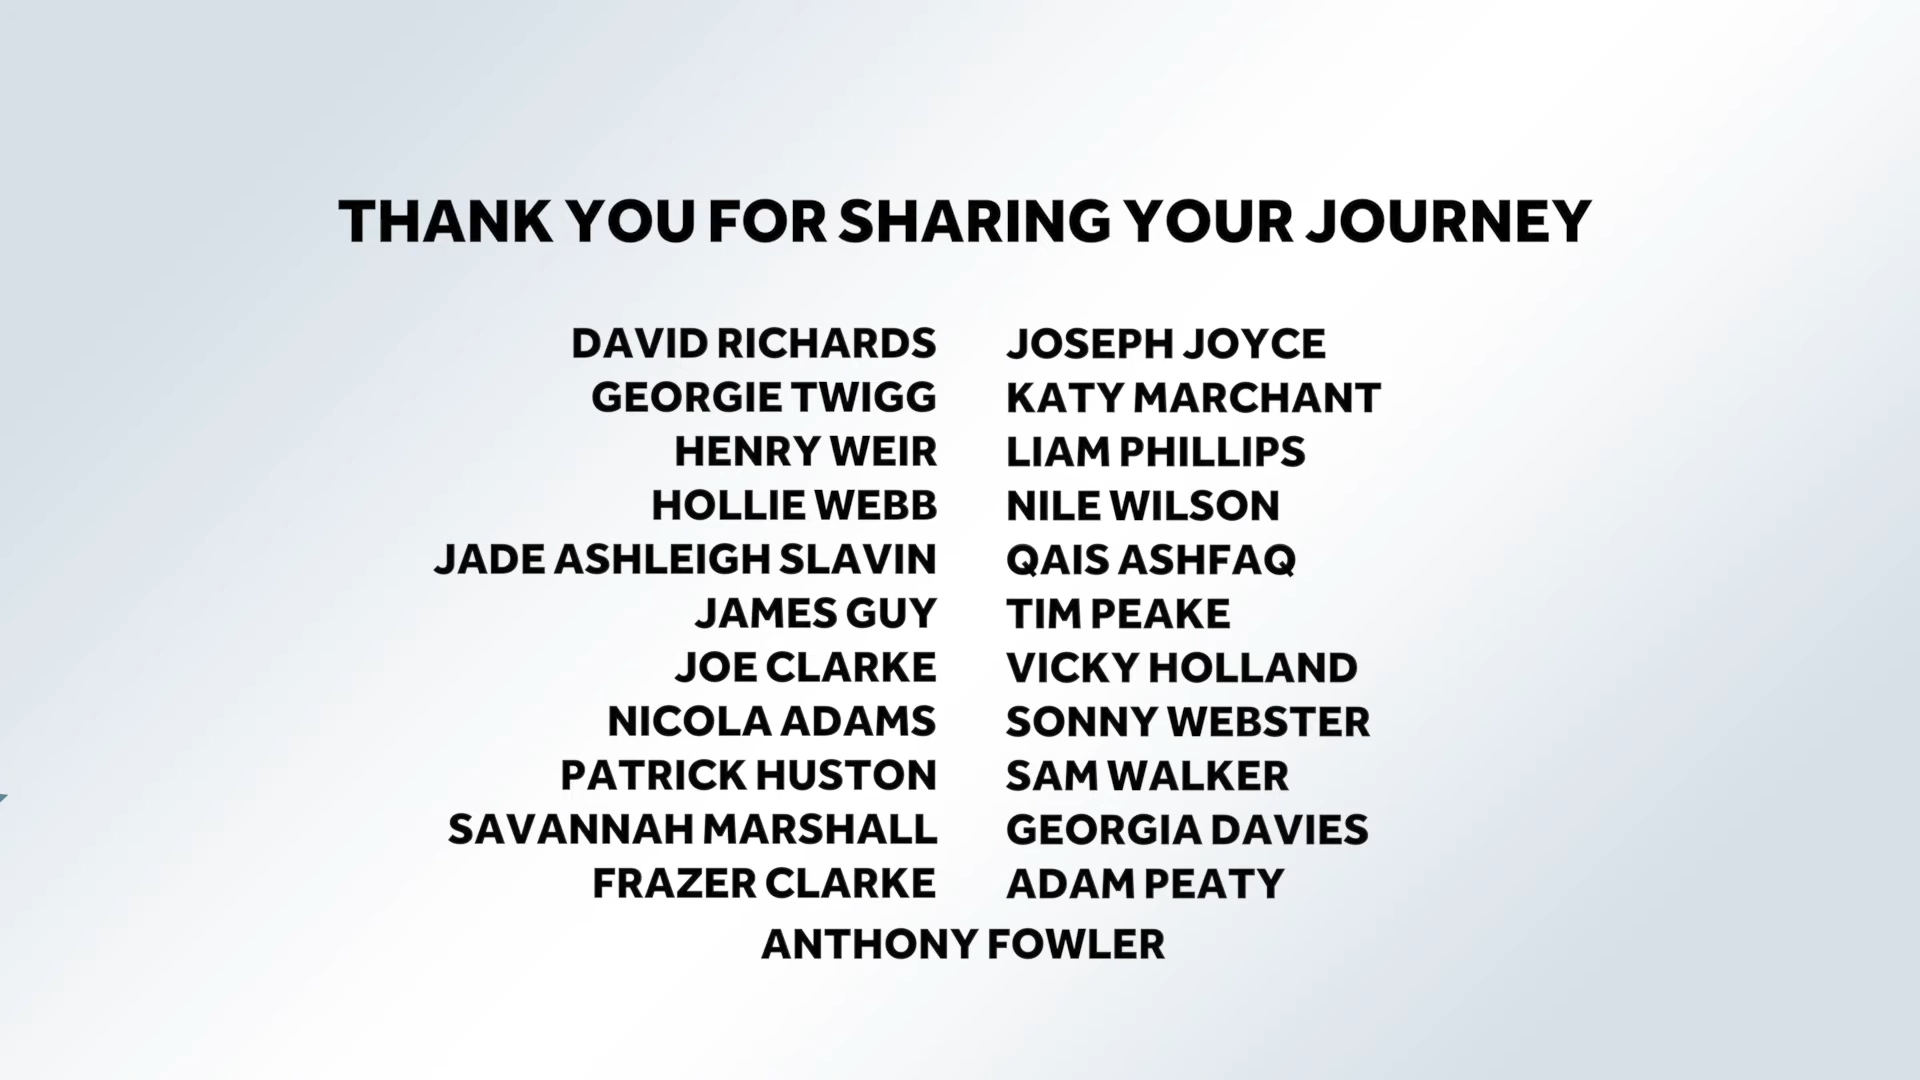 THANK YOU FOR SHARING YOUR JOURNEY
DAVID RICHARDS JOSEPH JOYCE
GEORGIE TWIGG KATY MARCHANT
HENRY WEIR LIAM PHILLIPS
HOLLIE WEBB NILE WILSON
JADE ASHLEIGH SLAVIN QAIS ASHFAQ
JAMES GUY TIM PEAKE
JOE CLARKE VICKY HOLLAND
NICOLA ADAMS SONNY WEBSTER
PATRICK HUSTON SAM WALKER
SAVANNAH MARSHALL GEORGIA DAVIES
FRAZER CLARKE ADAM PEATY
ANTHONY FOWLER